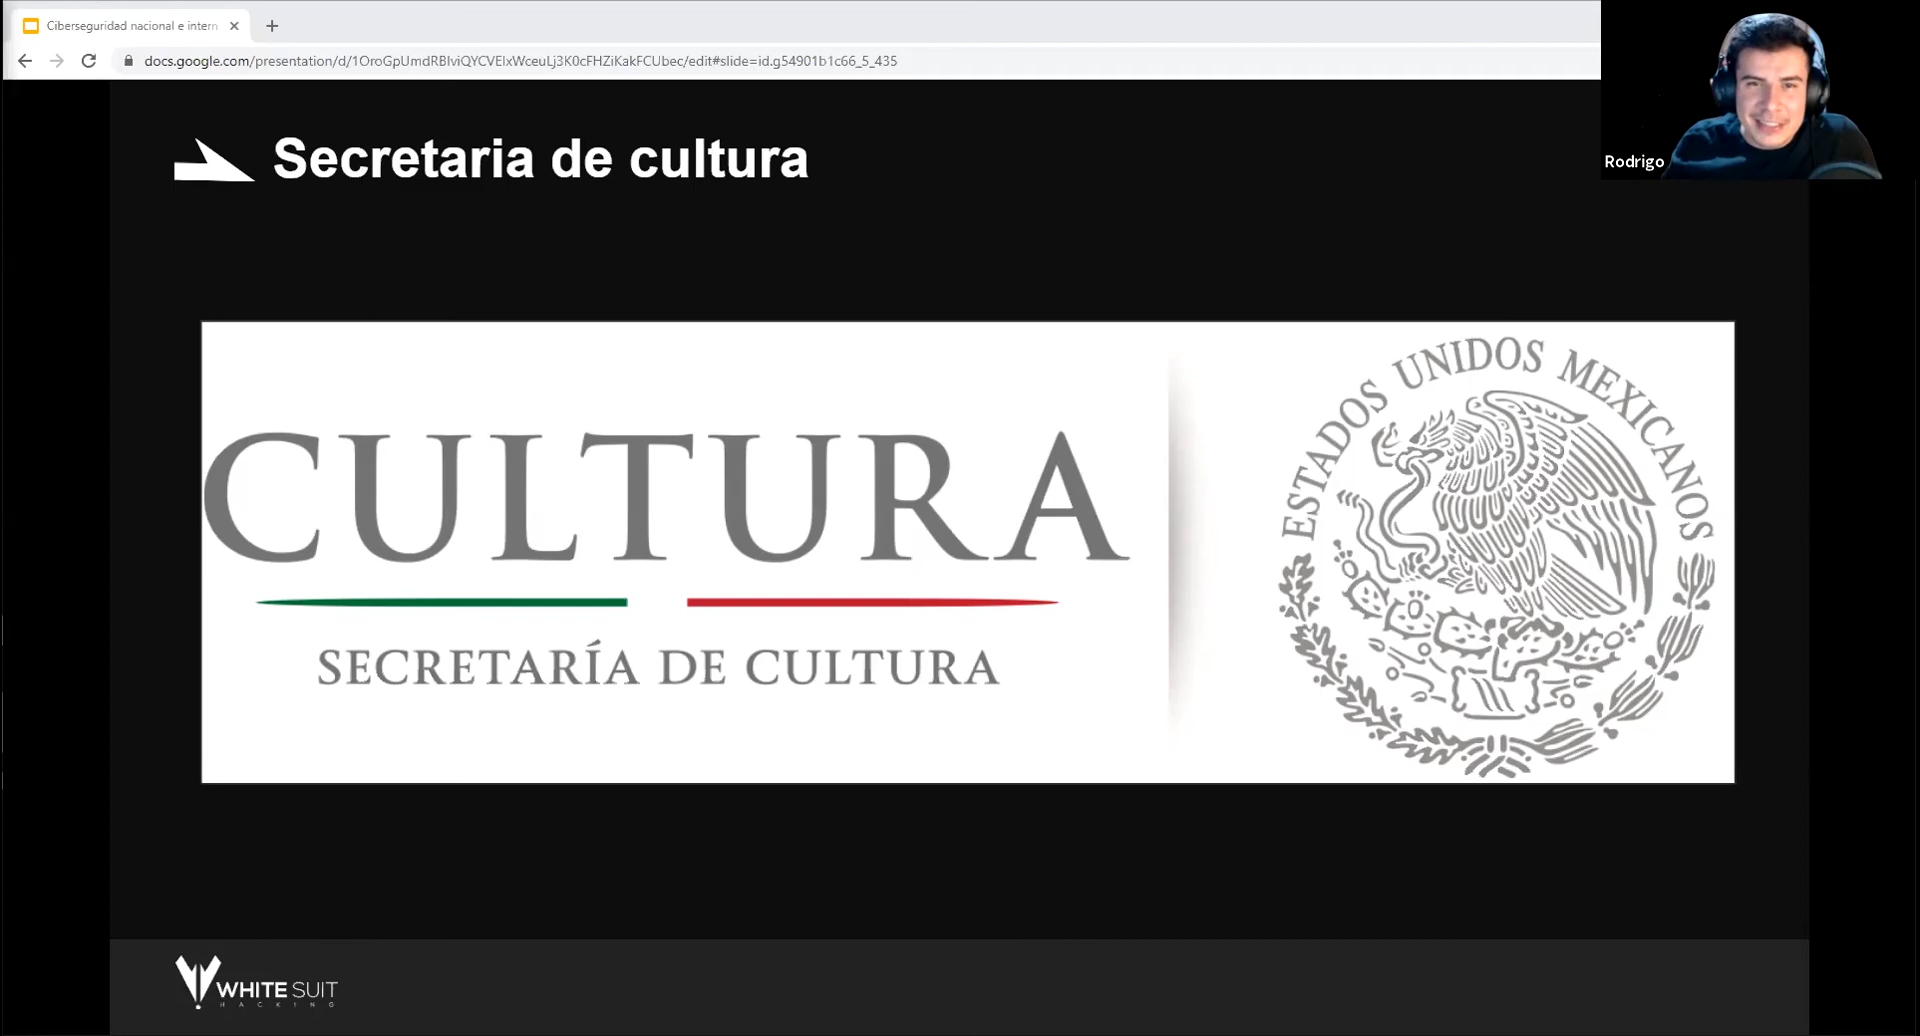 Ciberseguridad nacional e intern
docs.google.com/presentation/d/1OroGpUmdRBIviQYCVElxWceuLj3K0cFHZiKakFCUbec/edit#slide=id.g54901b1c66_5_435
Rodrigo
Secretaria de cultura
CULTURA
SECRETARÍA DE CULTURA
ESTADOS UNIDOS MEXICANOS
WHITE SUIT
HACKING